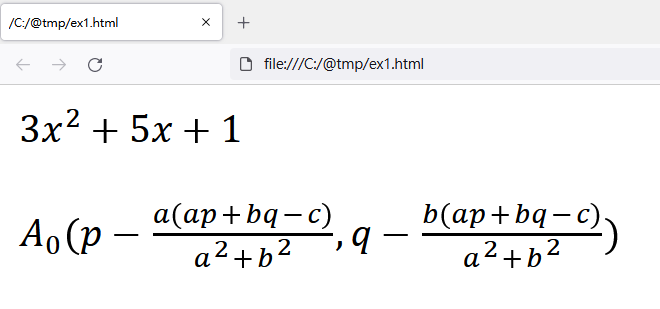 /C:/@tmp/ex1.html
file:///C:/@tmp/ex1.html
3x² + 5x + 1
A₀(p − a(ap+bq−c)/a²+b², q − b(ap+bq−c)/a²+b²)